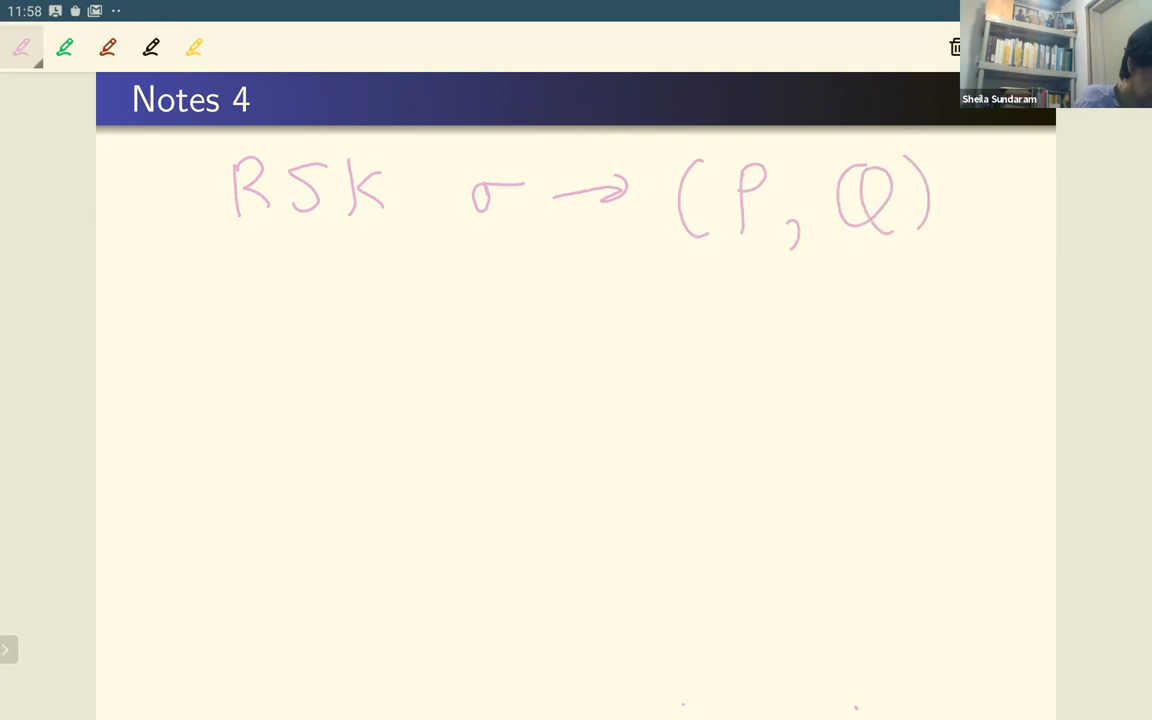 11:58
Sheila Sundaram
Notes 4
RSK σ → (P, Q)